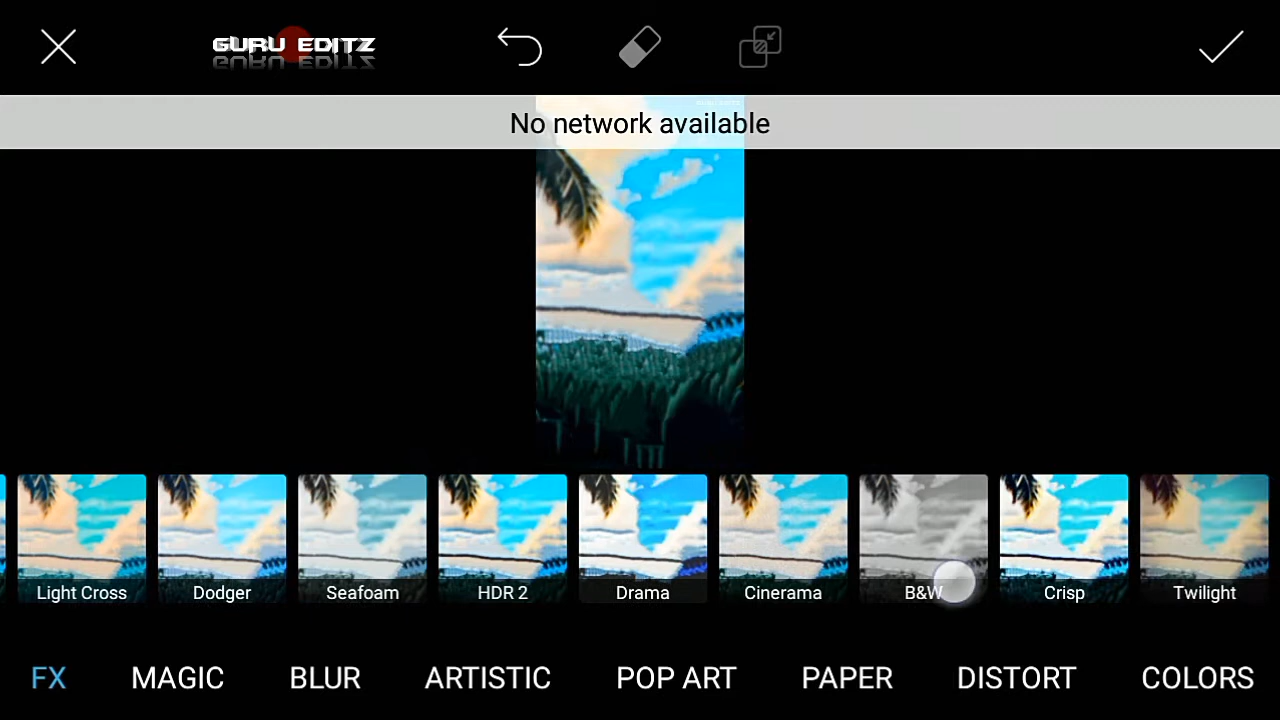 GURU EDITZ
No network available
Light Cross
Dodger
Seafoam
HDR 2
Drama
Cinerama
B&W
Crisp
Twilight
FX
MAGIC
BLUR
ARTISTIC
POP ART
PAPER
DISTORT
COLORS